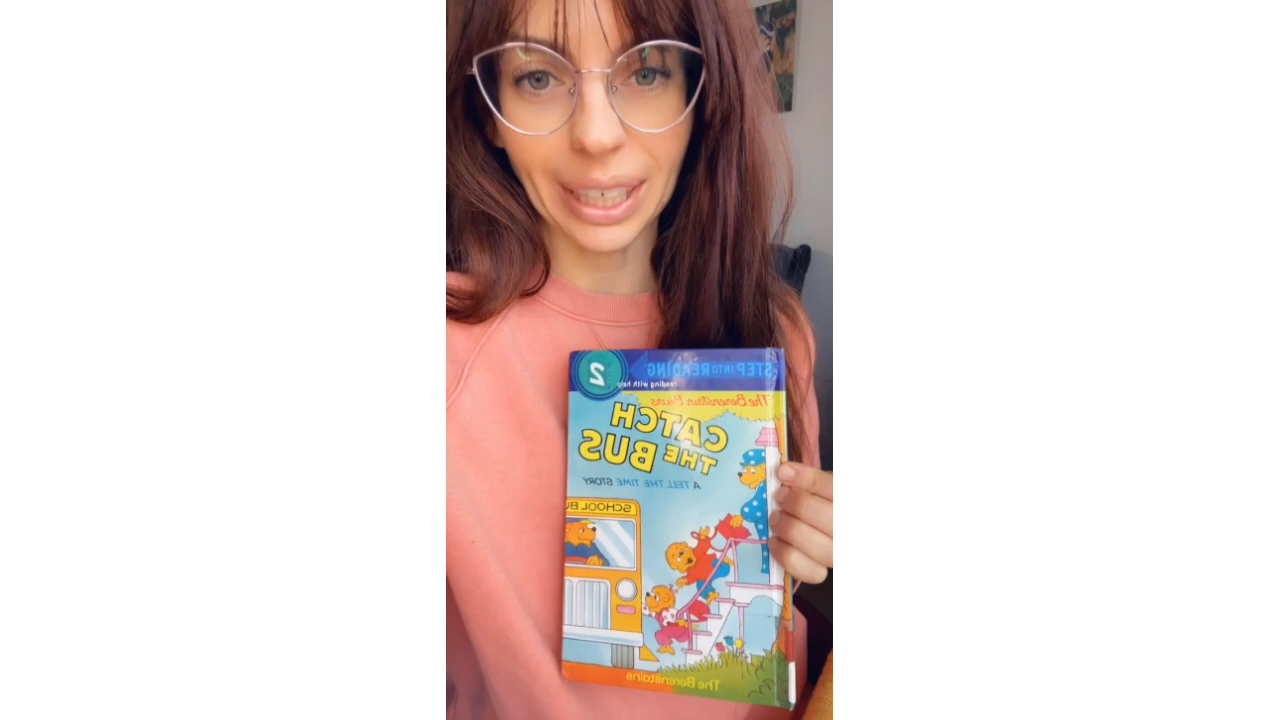 STEP INTO READING
2
reading with help
The Berenstain Bears
CATCH
THE BUS
A TELL THE TIME STORY
SCHOOL BU
The Berenstains